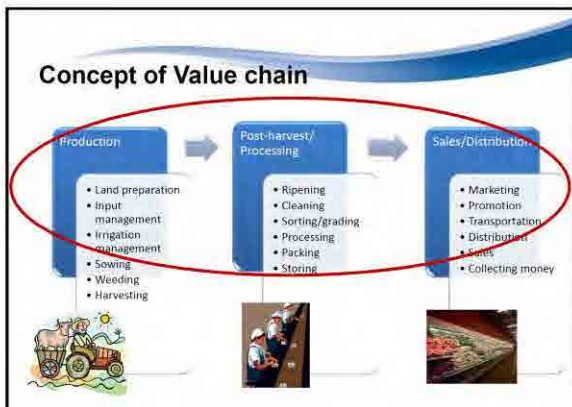 Concept of Value chain
Production
• Land preparation
• Input
management
• Irrigation
management
• Sowing
• Weeding
• Harvesting
Post-harvest/
Processing
• Ripening
• Cleaning
• Sorting/grading
• Processing
• Packing
• Storing
Sales/Distribution
• Marketing
• Promotion
• Transportation
• Distribution
• Sales
• Collecting money